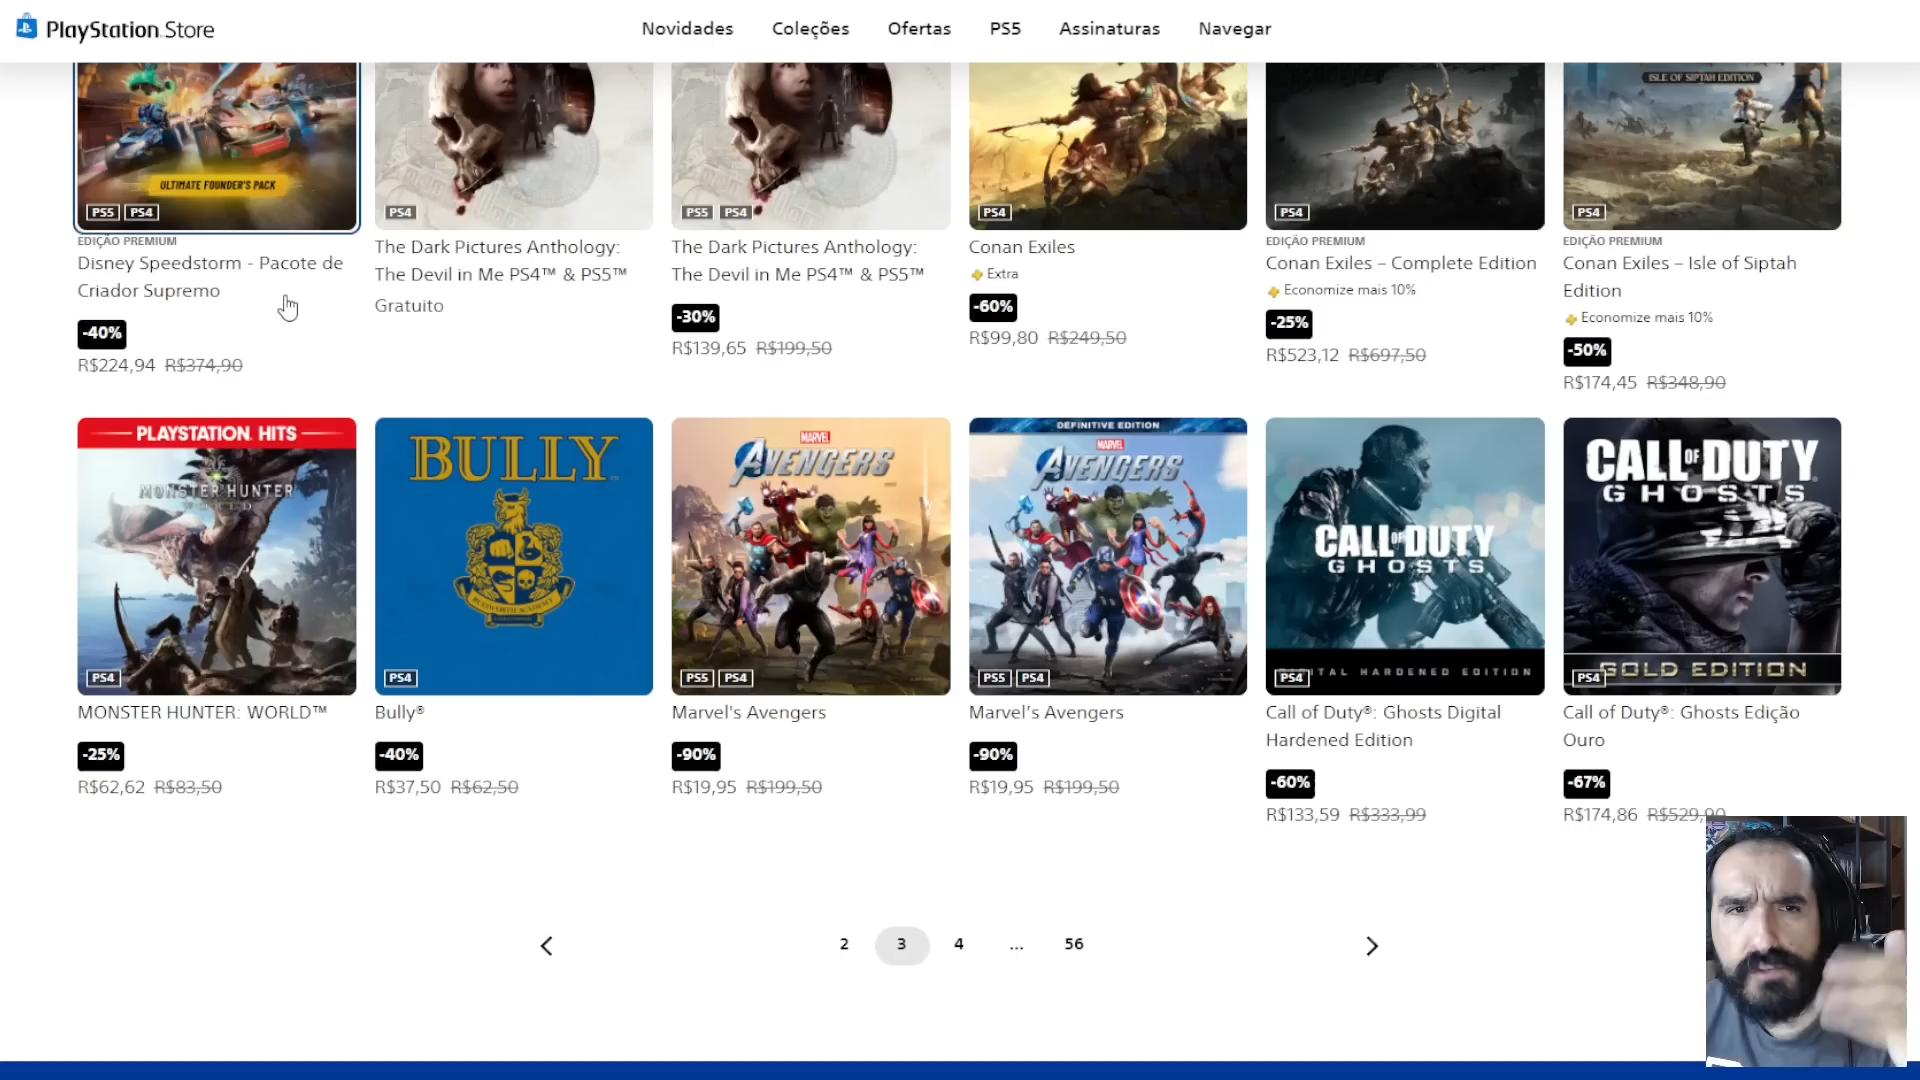 PlayStation Store
Novidades
Coleções
Ofertas
PS5
Assinaturas
Navegar
ULTIMATE FOUNDER'S PACK
PS5 PS4
EDIÇÃO PREMIUM
Disney Speedstorm - Pacote de
Criador Supremo
-40%
R$224,94 R$374,90
PS4
The Dark Pictures Anthology:
The Devil in Me PS4™ & PS5™
Gratuito
PS5 PS4
The Dark Pictures Anthology:
The Devil in Me PS4™ & PS5™
-30%
R$139,65 R$199,50
PS4
Conan Exiles
Extra
-60%
R$99,80 R$249,50
PS4
EDIÇÃO PREMIUM
Conan Exiles – Complete Edition
Economize mais 10%
-25%
R$523,12 R$697,50
ISLE OF SIPTAH EDITION
PS4
EDIÇÃO PREMIUM
Conan Exiles – Isle of Siptah
Edition
Economize mais 10%
-50%
R$174,45 R$348,90
PLAYSTATION HITS
MONSTER HUNTER
WORLD
PS4
MONSTER HUNTER: WORLD™
-25%
R$62,62 R$83,50
BULLY
BULLWORTH ACADEMY
PS4
Bully®
-40%
R$37,50 R$62,50
MARVEL
AVENGERS
PS5 PS4
Marvel's Avengers
-90%
R$19,95 R$199,50
DEFINITIVE EDITION
MARVEL
AVENGERS
PS5 PS4
Marvel’s Avengers
-90%
R$19,95 R$199,50
CALL OF DUTY
GHOSTS
PS4
HARDENED EDITION
Call of Duty®: Ghosts Digital
Hardened Edition
-60%
R$133,59 R$333,99
CALL OF DUTY
GHOSTS
GOLD EDITION
PS4
Call of Duty®: Ghosts Edição
Ouro
-67%
R$174,86 R$529,90
2
3
4
...
56